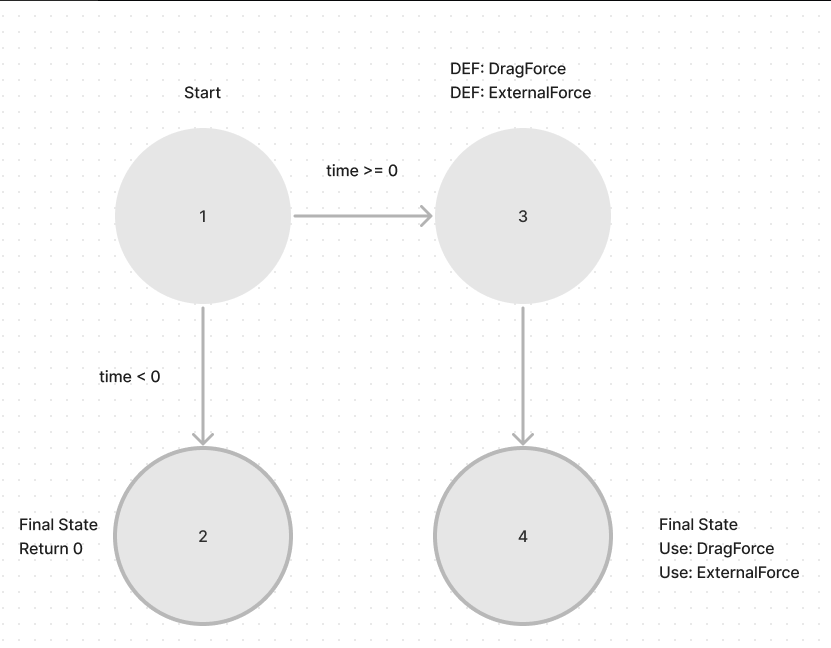 DEF: DragForce
Start
DEF: ExternalForce
time >= 0
1
3
time < 0
Final State
Return 0
2
4
Final State
Use: DragForce
Use: ExternalForce